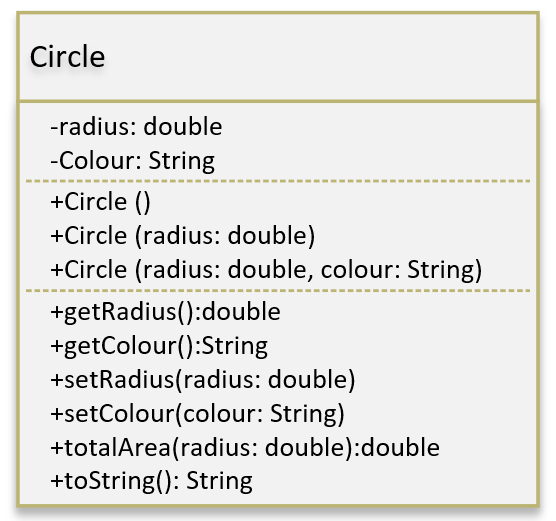 Circle
-radius: double
-Colour: String
+Circle ()
+Circle (radius: double)
+Circle (radius: double, colour: String)
+getRadius():double
+getColour():String
+setRadius(radius: double)
+setColour(colour: String)
+totalArea(radius: double):double
+toString(): String